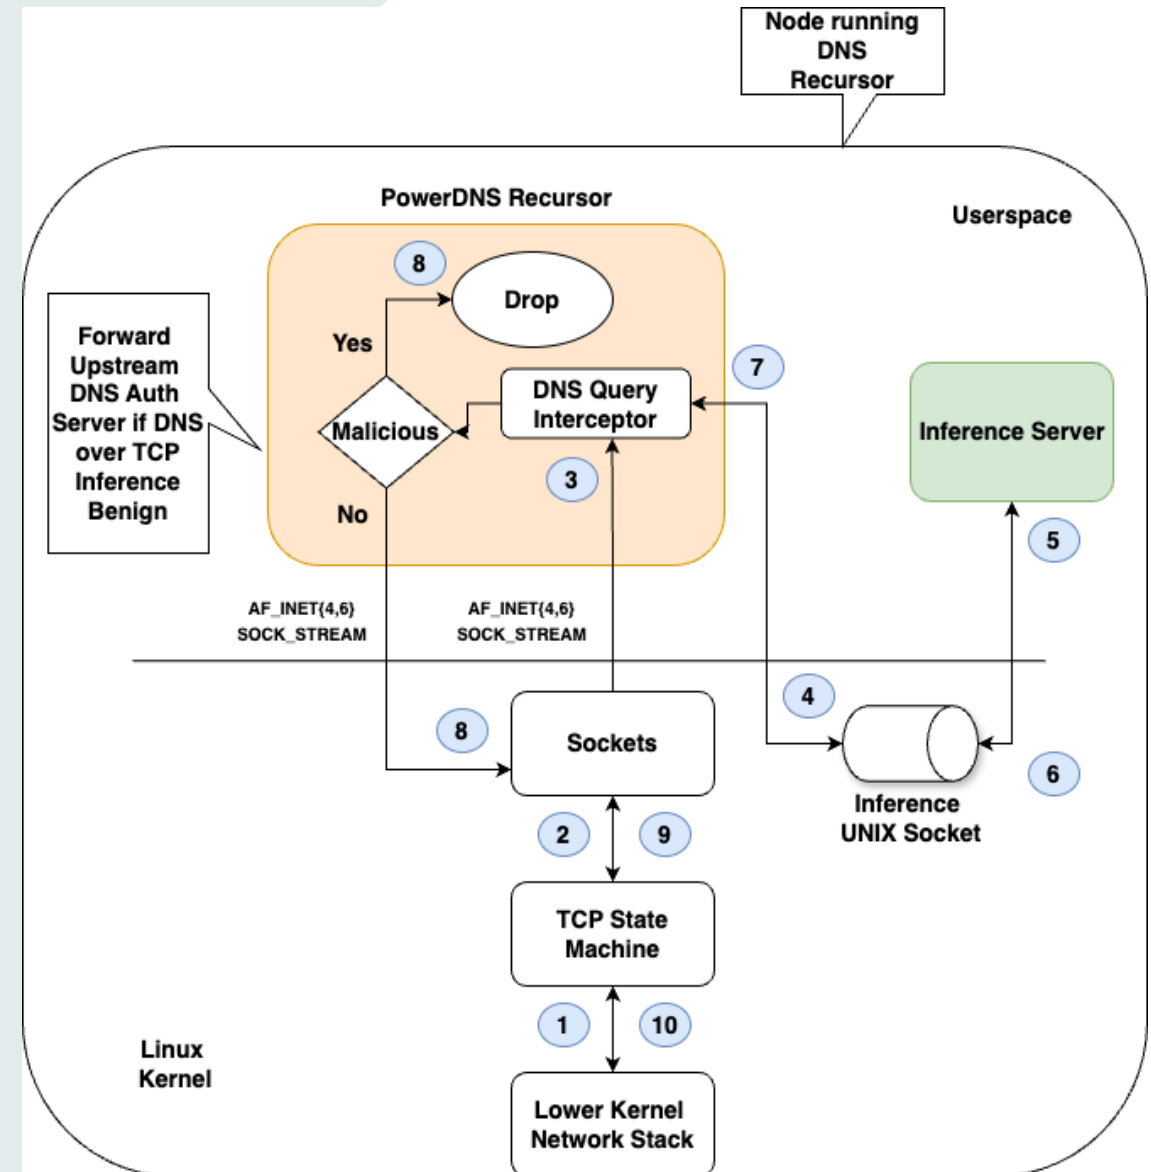 Node running
DNS
Recursor
PowerDNS Recursor
Userspace
8
Drop
Forward
Upstream
DNS Auth
Server if DNS
over TCP
Inference
Benign
Yes
7
DNS Query
Interceptor
Malicious
Inference Server
3
No
5
AF_INET{4,6}
SOCK_STREAM
AF_INET{4,6}
SOCK_STREAM
4
8
Sockets
6
Inference
UNIX Socket
2
9
TCP State
Machine
1
10
Linux
Kernel
Lower Kernel
Network Stack